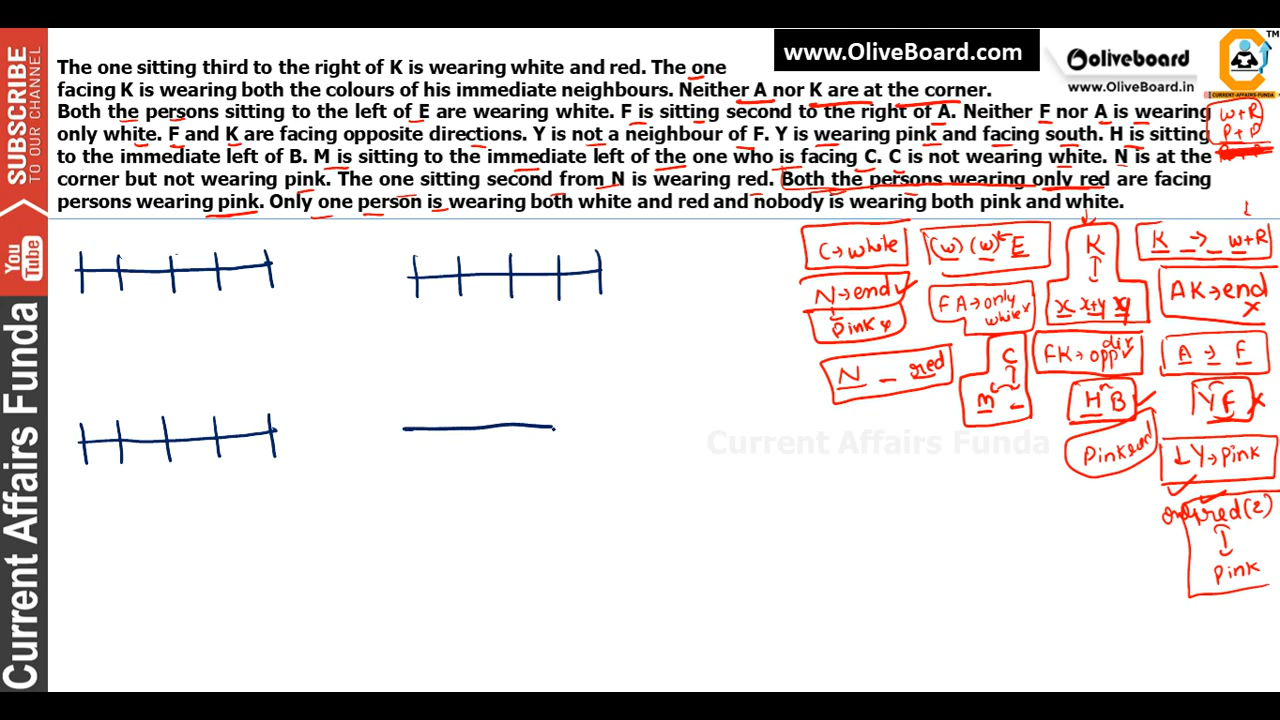 www.OliveBoard.com
oliveboard
www.oliveboard.in
CURRENT-AFFAIRS-FUNDA
TM
SUBSCRIBE
TO OUR CHANNEL
You Tube
Current Affairs Funda
The one sitting third to the right of K is wearing white and red. The one
facing K is wearing both the colours of his immediate neighbours. Neither A nor K are at the corner.
Both the persons sitting to the left of E are wearing white. F is sitting second to the right of A. Neither F nor A is wearing
only white. F and K are facing opposite directions. Y is not a neighbour of F. Y is wearing pink and facing south. H is sitting
to the immediate left of B. M is sitting to the immediate left of the one who is facing C. C is not wearing white. N is at the
corner but not wearing pink. The one sitting second from N is wearing red. Both the persons wearing only red are facing
persons wearing pink. Only one person is wearing both white and red and nobody is wearing both pink and white.
W+R
P+P
C→white
(W) (W) E
K
K → _ W+R
N→end
Pink x
F A→only
white x
x x+y y
AK→end
x
N _ red
C
M _
FK→opp
dir
A → F
H B
Y F x
Pink
↓Y→pink
only red (2)
pink
Current Affairs Funda